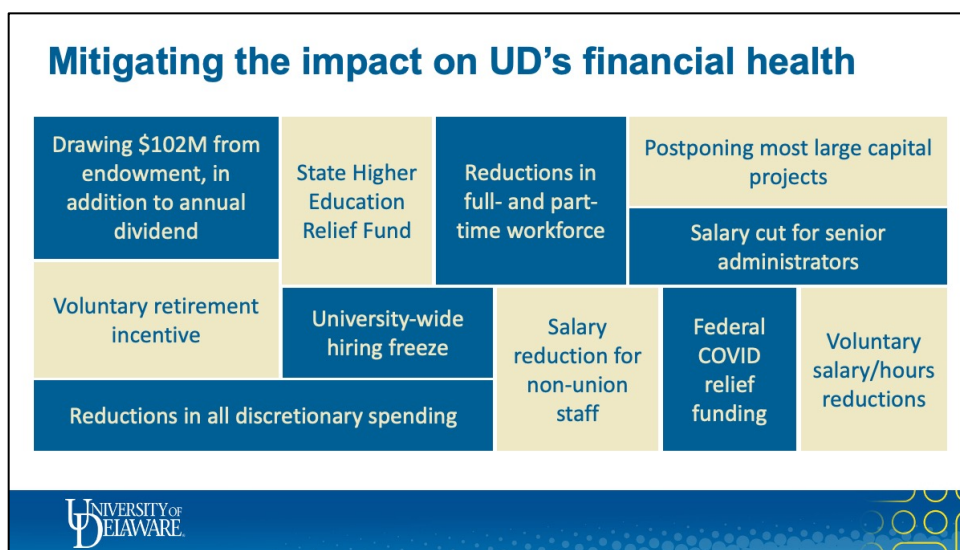 Mitigating the impact on UD’s financial health
Drawing $102M from
endowment, in
addition to annual
dividend
State Higher
Education
Relief Fund
Reductions in
full- and part-
time workforce
Postponing most large capital
projects
Salary cut for senior
administrators
Voluntary retirement
incentive
University-wide
hiring freeze
Salary
reduction for
non-union
staff
Federal
COVID
relief
funding
Voluntary
salary/hours
reductions
Reductions in all discretionary spending
UNIVERSITY OF
DELAWARE.